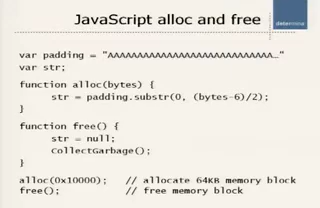 JavaScript alloc and free
determina
var padding = "AAAAAAAAAAAAAAAAAAAAAAAAAAAA…"
var str;
function alloc(bytes) {
str = padding.substr(0, (bytes-6)/2);
}
function free() {
str = null;
CollectGarbage();
}
alloc(0x10000); // allocate 64KB memory block
free(); // free memory block